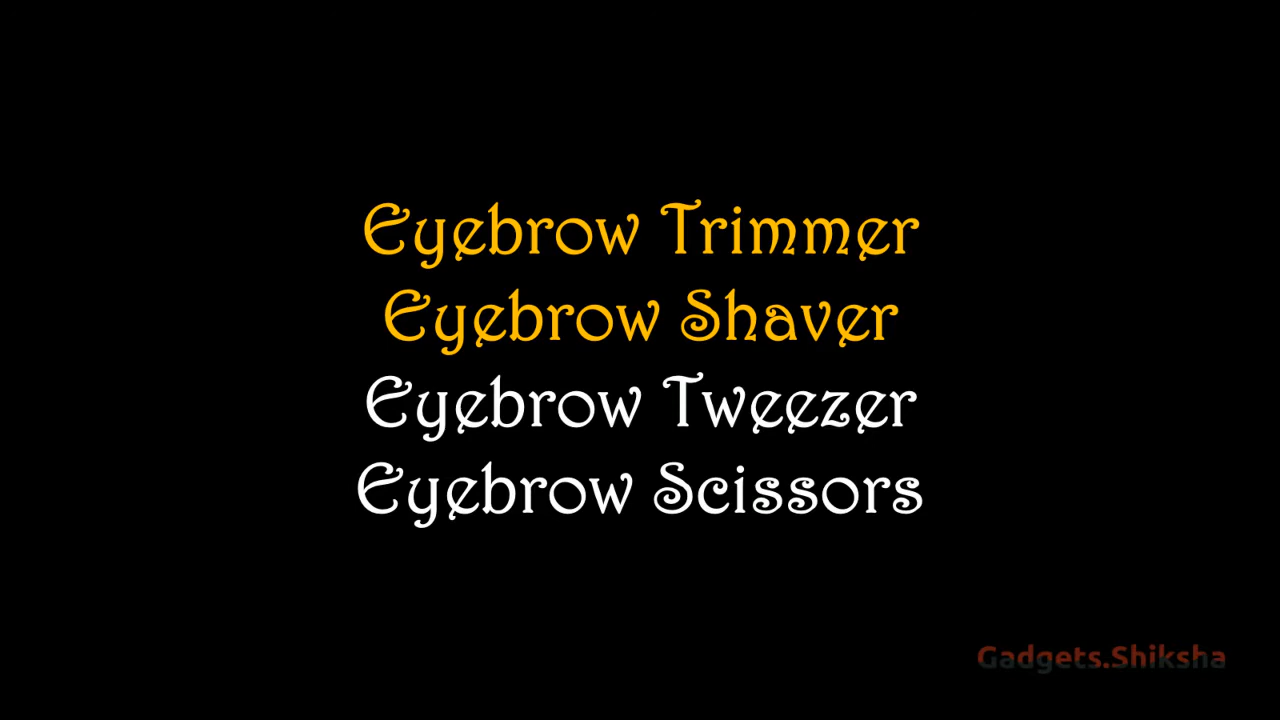 Eyebrow Trimmer
Eyebrow Shaver
Eyebrow Tweezer
Eyebrow Scissors
Gadgets.Shiksha